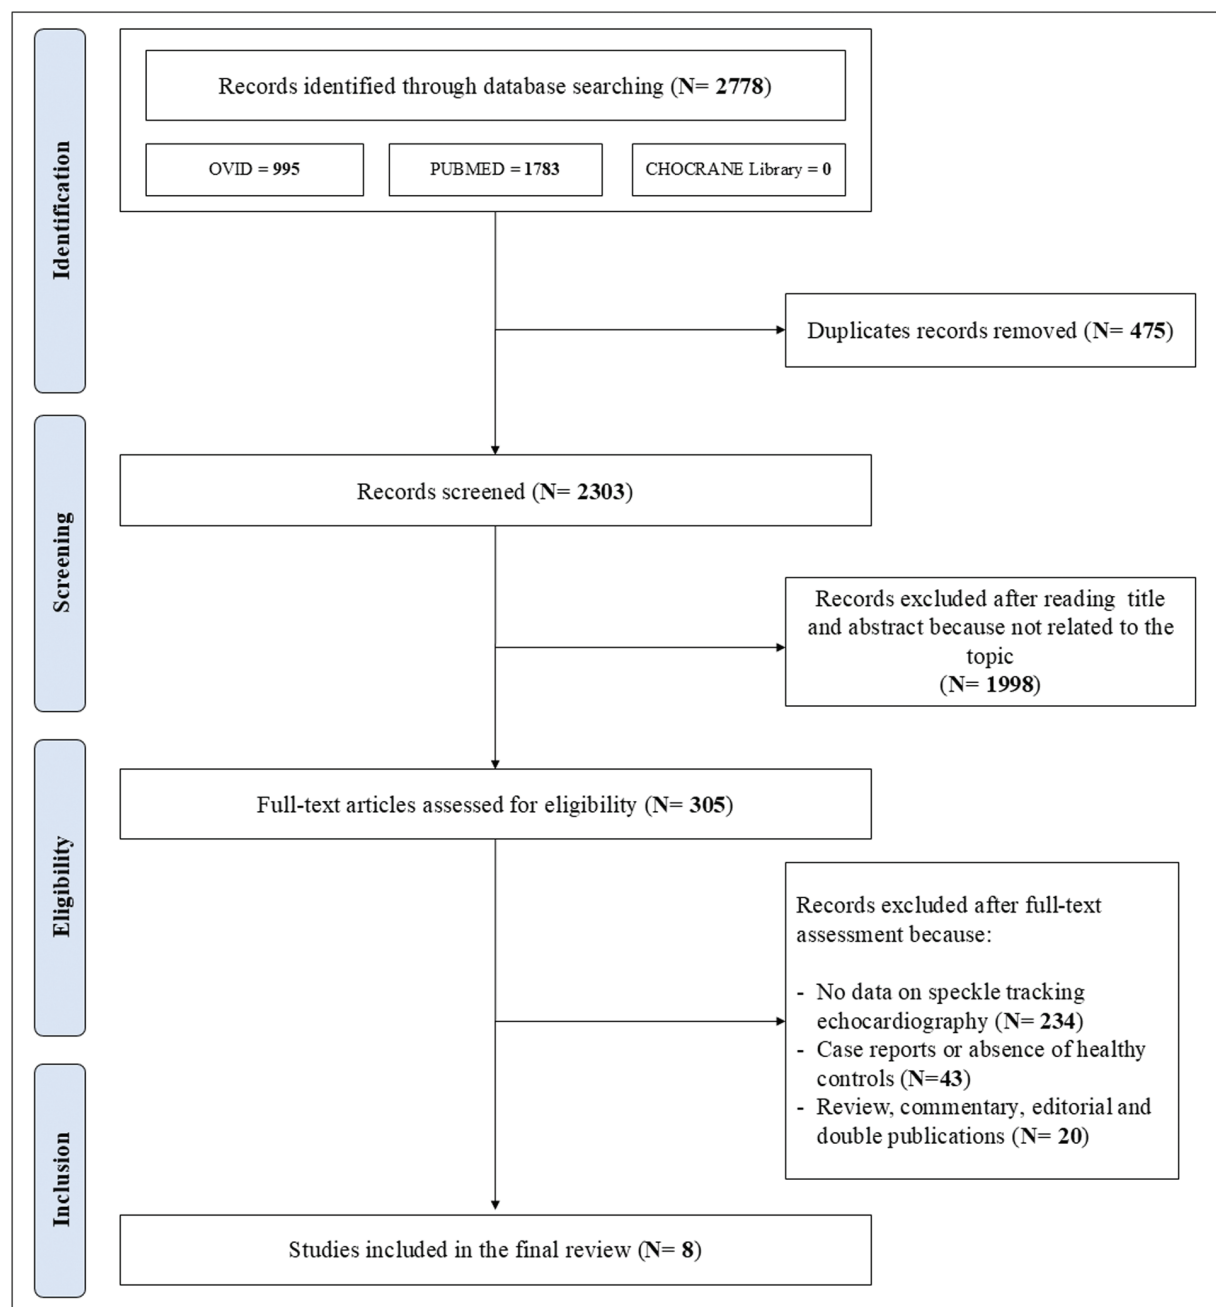 Identification
Records identified through database searching (N= 2778)
OVID = 995
PUBMED = 1783
CHOCRANE Library = 0
Duplicates records removed (N= 475)
Screening
Records screened (N= 2303)
Records excluded after reading title
and abstract because not related to the
topic
(N= 1998)
Eligibility
Full-text articles assessed for eligibility (N= 305)
Records excluded after full-text
assessment because:
- No data on speckle tracking
echocardiography (N= 234)
- Case reports or absence of healthy
controls (N=43)
- Review, commentary, editorial and
double publications (N= 20)
Inclusion
Studies included in the final review (N= 8)